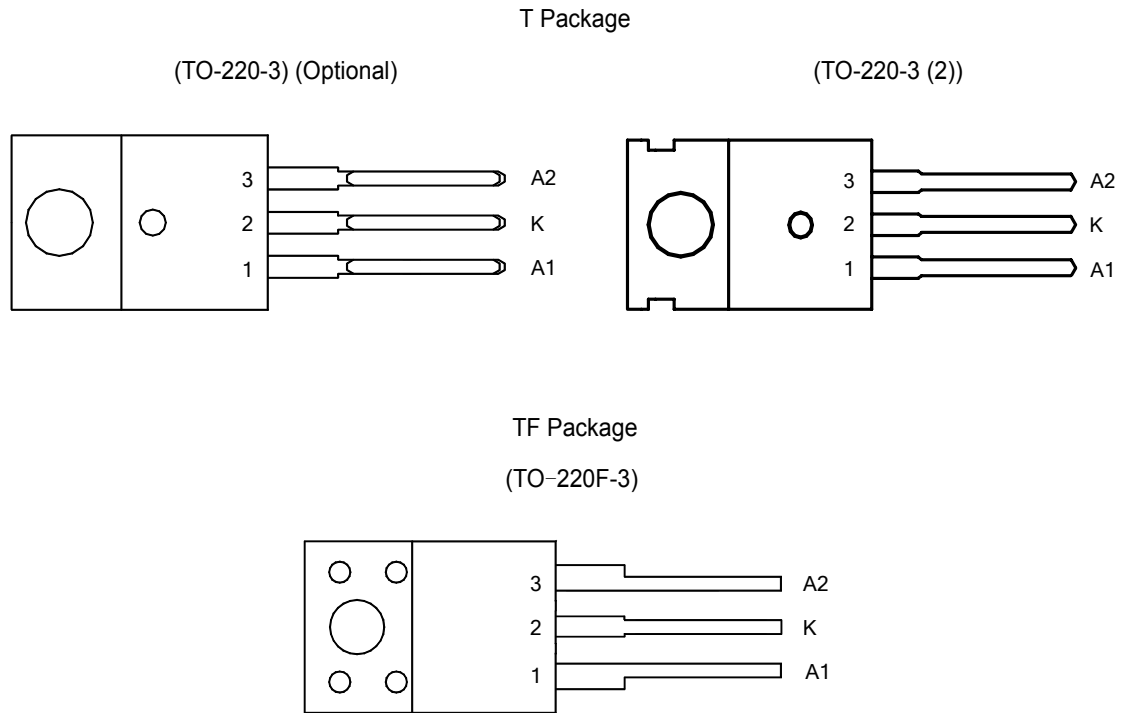 T Package
(TO-220-3) (Optional)
(TO-220-3 (2))
3 A2
2 K
1 A1
3 A2
2 K
1 A1
TF Package
(TO-220F-3)
3 A2
2 K
1 A1